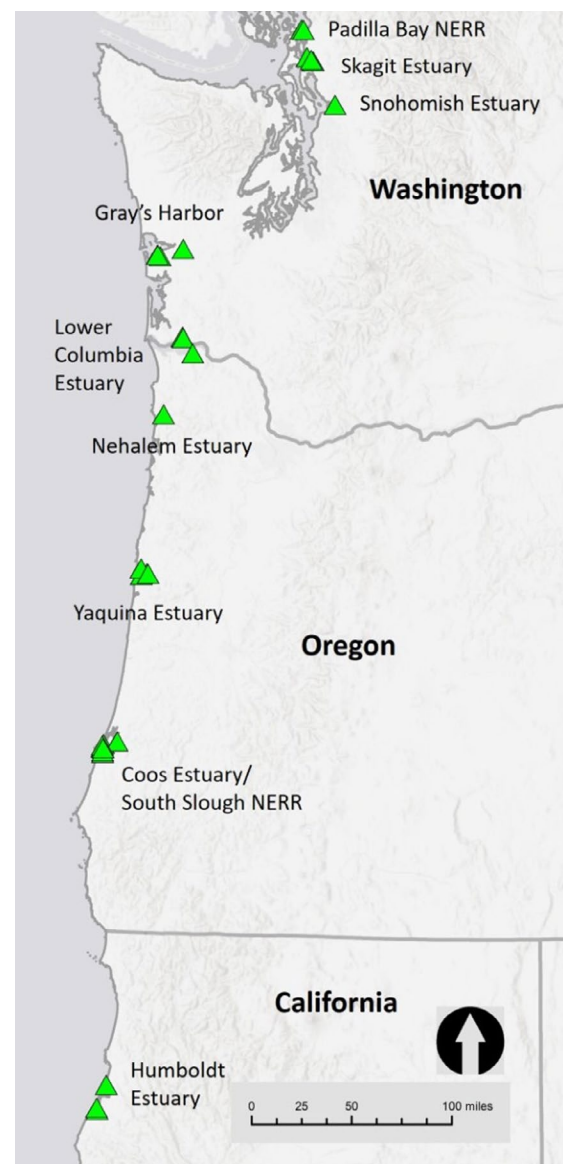 Padilla Bay NERR
Skagit Estuary
Snohomish Estuary
Washington
Gray's Harbor
Lower
Columbia
Estuary
Nehalem Estuary
Yaquina Estuary
Oregon
Coos Estuary/
South Slough NERR
California
Humboldt
Estuary
0 25 50 100 miles